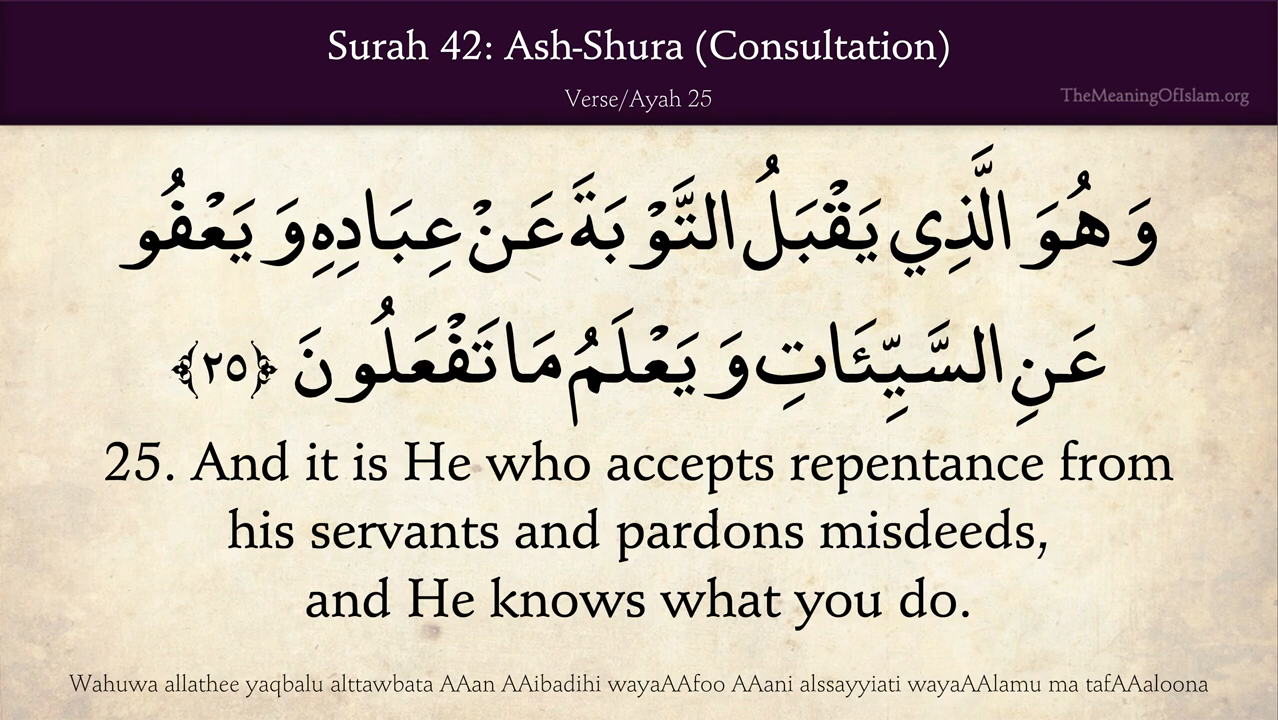 Surah 42: Ash-Shura (Consultation)
Verse/Ayah 25
TheMeaningOfIslam.org
وَهُوَ الَّذِي يَقْبَلُ التَّوْبَةَ عَنْ عِبَادِهِ وَيَعْفُو
عَنِ السَّيِّئَاتِ وَيَعْلَمُ مَا تَفْعَلُونَ ﴿٢٥﴾
25. And it is He who accepts repentance from
his servants and pardons misdeeds,
and He knows what you do.
Wahuwa allathee yaqbalu alttawbata AAan AAibadihi wayaAAfoo AAani alssayyiati wayaAAlamu ma tafAAaloona